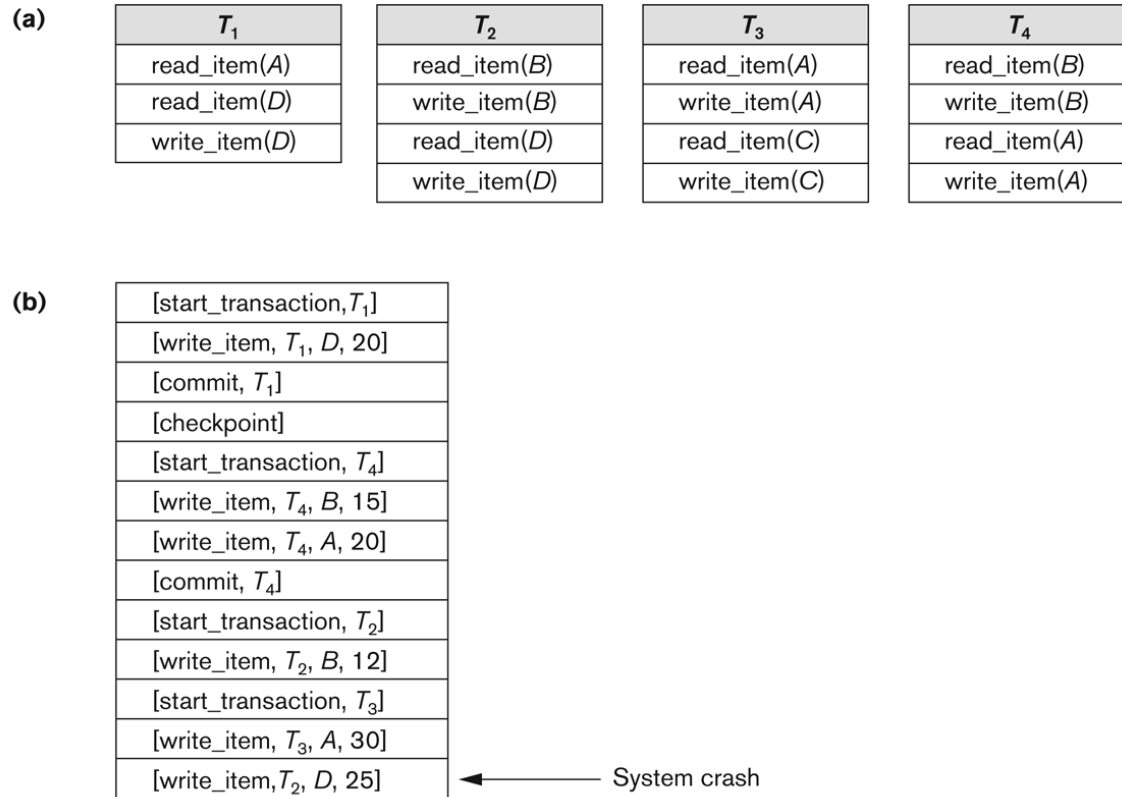 (a)
T1 T2 T3 T4
read_item(A) read_item(B) read_item(A) read_item(B)
read_item(D) write_item(B) write_item(A) write_item(B)
write_item(D) read_item(D) read_item(C) read_item(A)
write_item(D) write_item(C) write_item(A)
(b)
[start_transaction,T1]
[write_item, T1, D, 20]
[commit, T1]
[checkpoint]
[start_transaction, T4]
[write_item, T4, B, 15]
[write_item, T4, A, 20]
[commit, T4]
[start_transaction, T2]
[write_item, T2, B, 12]
[start_transaction, T3]
[write_item, T3, A, 30]
[write_item,T2, D, 25] System crash